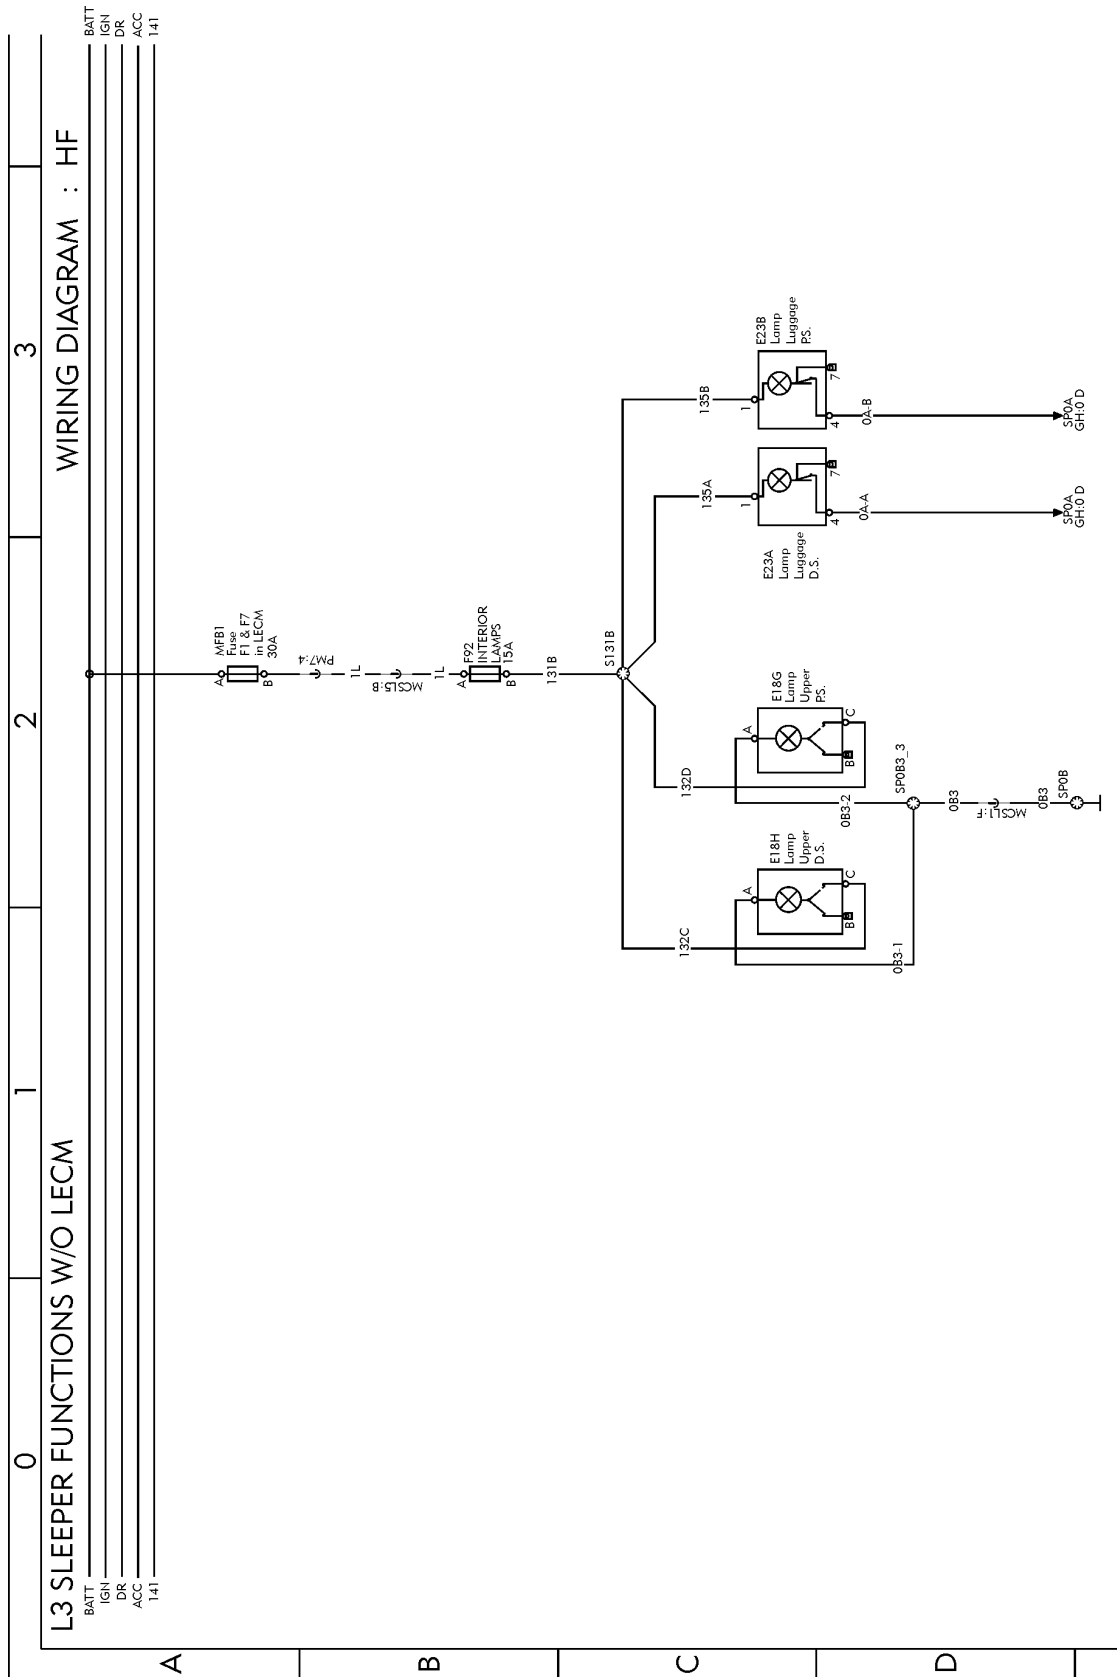 0
1
2
3
L3 SLEEPER FUNCTIONS W/O LECM
WIRING DIAGRAM : HF
BATT
BATT
IGN
IGN
DR
DR
ACC
ACC
141
141
A
B
C
D
A
B
MFB1
Fuse
F1 & F7
in LECM
30A
PM7:4
1L
MCSL5:B
1L
A
B
F92
INTERIOR
LAMPS
15A
131B
S131B
132C
132D
135A
135B
A
E18H
Lamp
Upper
D.S.
B
C
A
E18G
Lamp
Upper
P.S.
B
C
1
E23A
Lamp
Luggage
D.S.
4
7
1
E23B
Lamp
Luggage
P.S.
4
7
0B3-1
0B3-2
0A-A
0A-B
SP0B3_3
0B3
MCSL1:F
0B3
SP0B
SP0A
GH:0 D
SP0A
GH:0 D